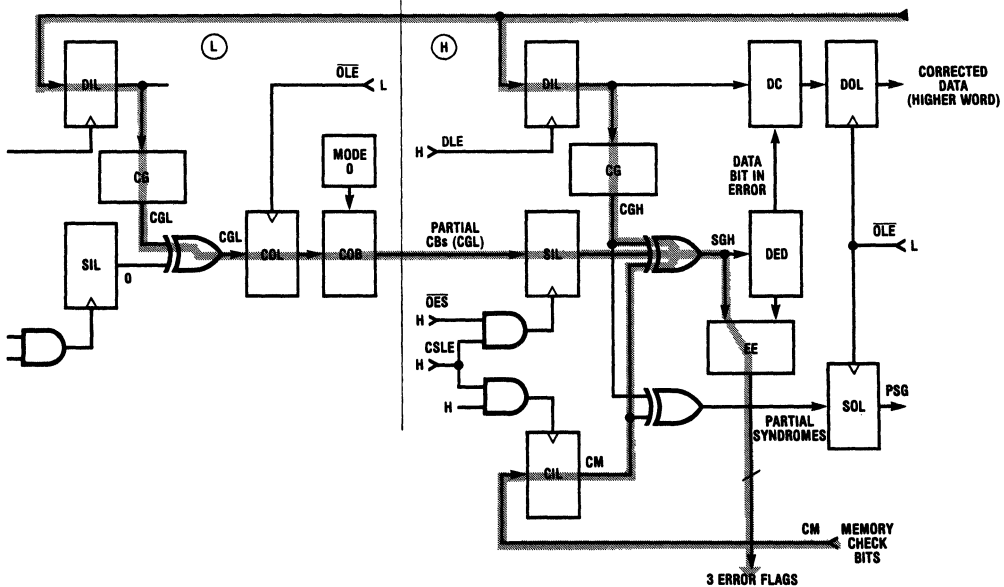 L
H
OLE
L
DIL
DIL
DC
DOL
CORRECTED
DATA
(HIGHER WORD)
H
DLE
MODE
0
CG
CG
DATA
BIT IN
ERROR
CGL
CGH
SIL
0
CGL
COL
COB
PARTIAL
CBs (CGL)
SIL
SGH
DED
OLE
L
OES
H
CSLE
H
EE
H
SOL
PSG
PARTIAL
SYNDROMES
CIL
CM
CM
MEMORY
CHECK
BITS
3 ERROR FLAGS